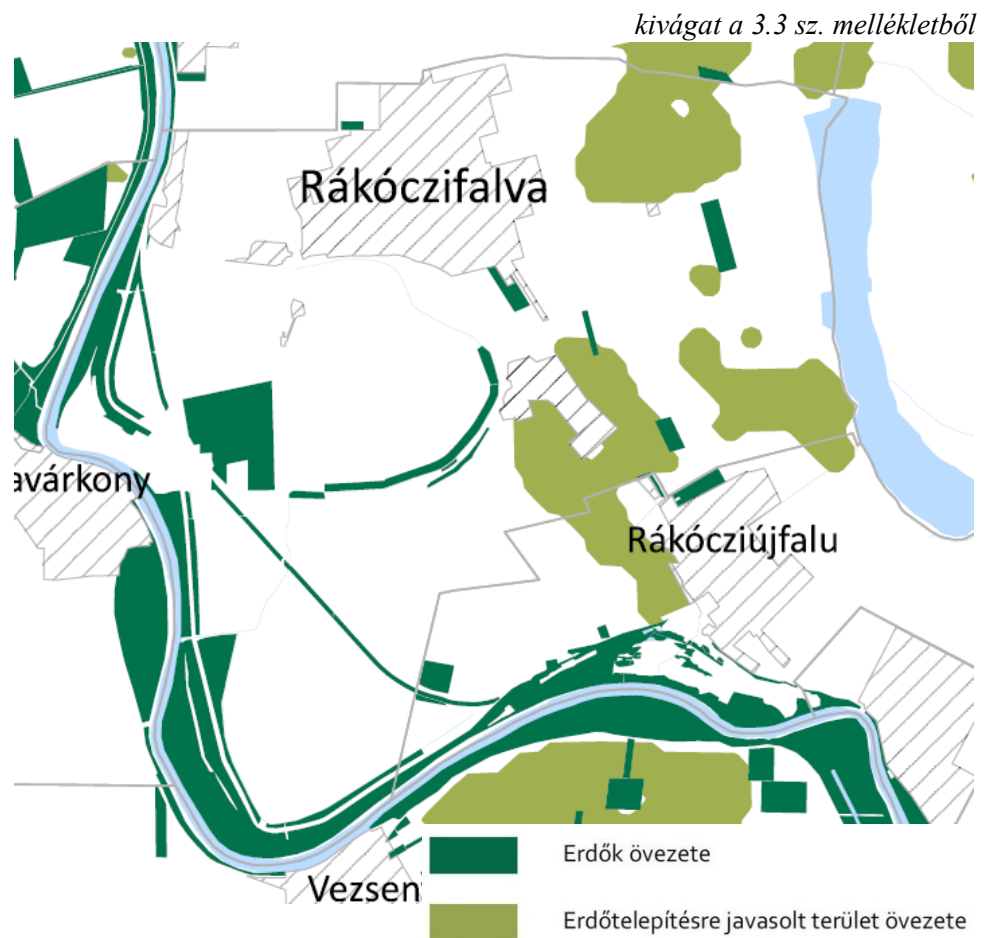 kivágat a 3.3 sz. mellékletből
Rákóczifalva
avárkony
Rákócziújfalu
Vezsen
Erdők övezete
Erdőtelepítésre javasolt terület övezete